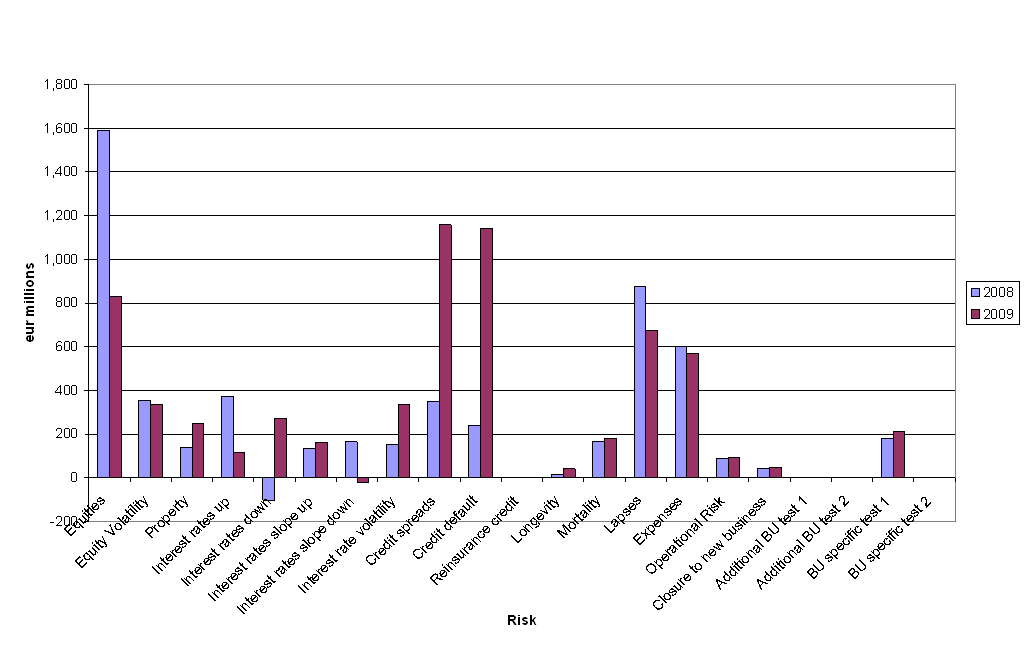 1,800
1,600
1,400
1,200
1,000
800
600
400
200
0
-200
eur millions
Equities
Equity Volatility
Property
Interest rates up
Interest rates down
Interest rates slope up
Interest rates slope down
Interest rate volatility
Credit spreads
Credit default
Reinsurance credit
Longevity
Mortality
Lapses
Expenses
Operational Risk
Closure to new business
Additional BU test 1
Additional BU test 2
BU specific test 1
BU specific test 2
Risk
2008
2009